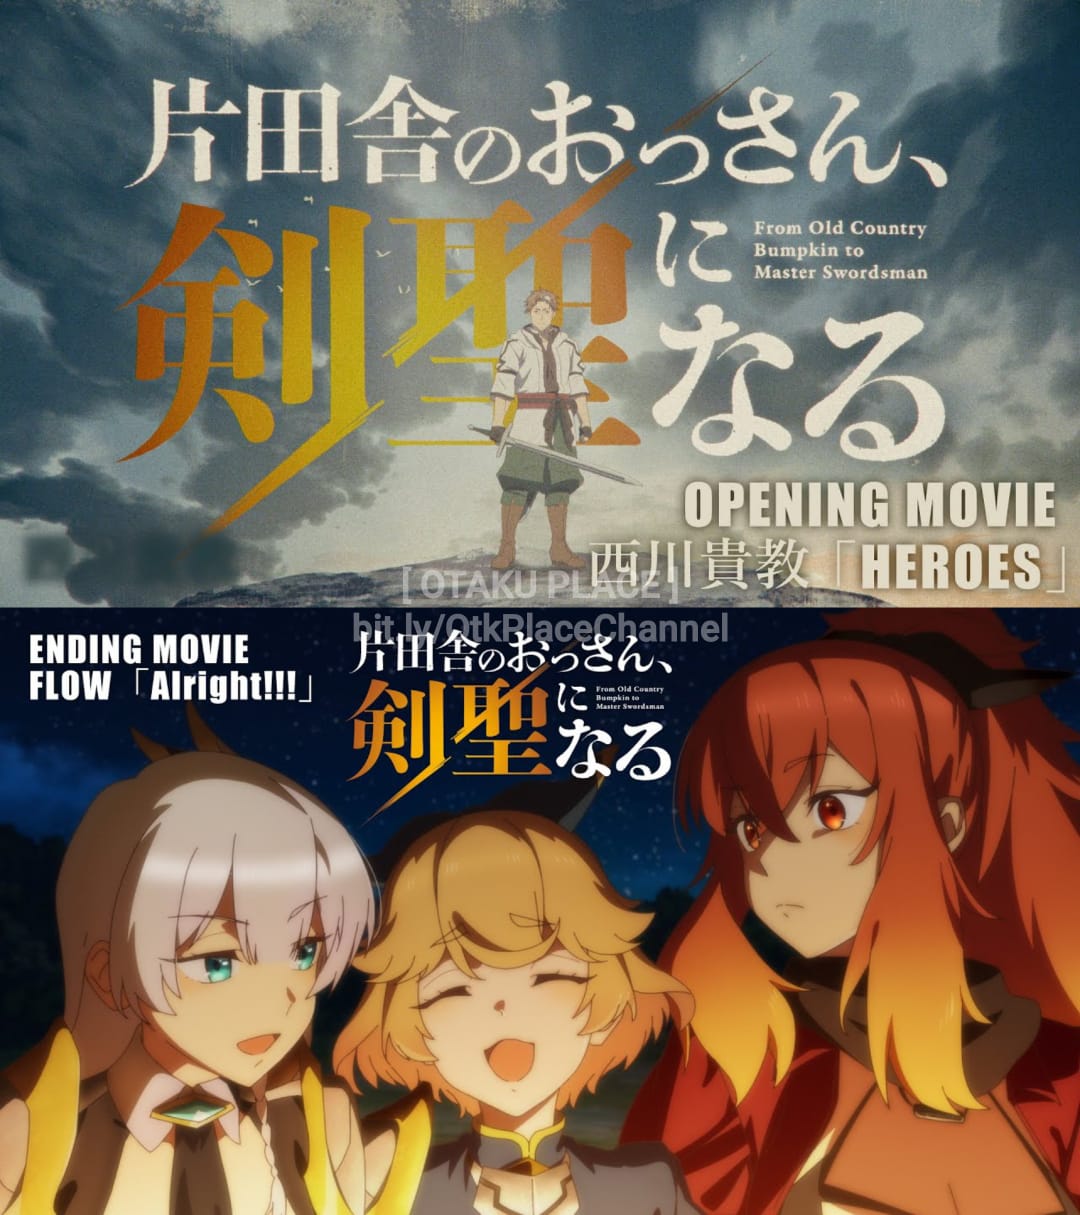 片田舎のおっさん、
剣聖になる
From Old Country
Bumpkin to
Master Swordsman
OPENING MOVIE
西川貴教「HEROES」
[ OTAKU PLACE ]
bit.ly/OtkPlaceChannel
ENDING MOVIE
FLOW「Alright!!!」
片田舎のおっさん、
剣聖になる
From Old Country
Bumpkin to
Master Swordsman